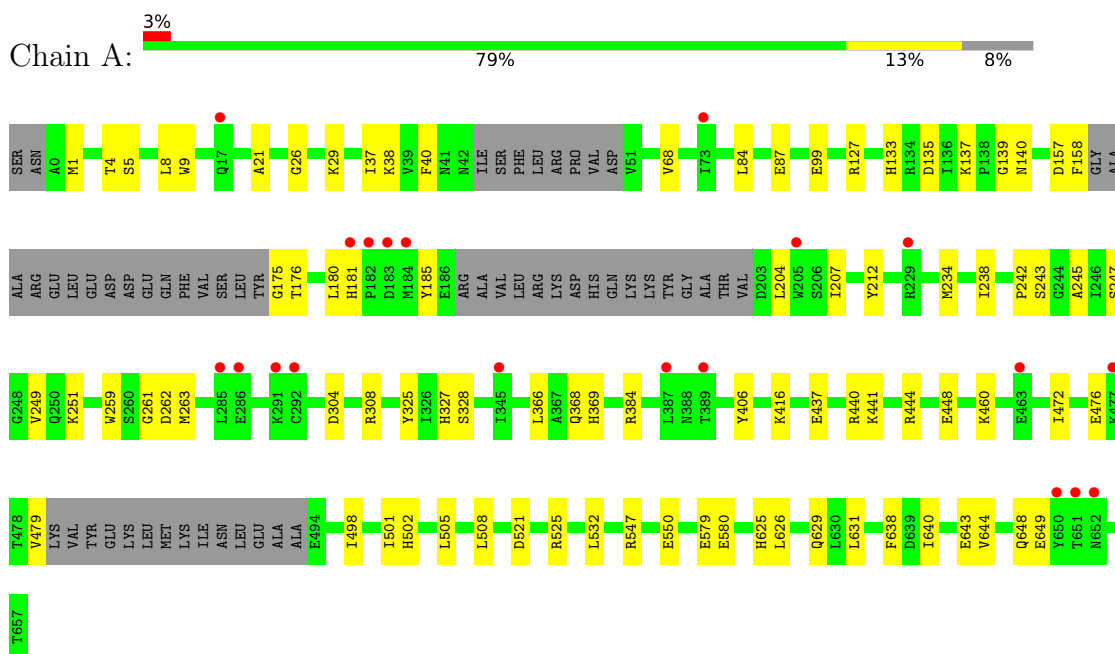 3%
Chain A:
79% 13% 8%
SER ASN A0 M1 T4 S5 L8 W9 Q17 A21 G26 K29 I37 K38 V39 F40 N41 N42 ILE SER PHE LEU ARG PRO VAL ASP V51 V68 I73 L84 E87 E99 R127 H133 R134 D135 I136 K137 P138 G139 N140 D157 F158 GLY ALA
ALA ARG GLU LEU LEU GLU ASP ASP GLU GLN PHE VAL SER LEU TYR G175 T176 L180 H181 P182 D183 M184 Y185 E186 ARG ALA VAL LEU ARG LYS ASP HIS GLN LYS LYS TYR GLY ALA THR VAL D203 L204 W205 S206 I207 Y212 R229 M234 I238 P242 S243 G244 A245 I246 S247
G248 V249 Q250 K251 W259 S260 G261 D262 M263 L285 E286 K291 C292 D304 R308 Y325 I326 H327 S328 I345 L366 A367 Q368 H369 R384 L387 N388 T389 Y406 K416 E437 R440 K441 R444 E448 K460 E463 I472 E476 K477
T478 V479 LYS VAL TYR GLU LYS LEU MET LYS ILE ASN LEU GLU ALA ALA E494 I498 I501 H502 L505 L508 D521 R525 L532 R547 E550 E579 E580 H625 L626 Q629 L630 L631 F638 D639 I640 E643 V644 Q648 E649 Y650 T651 N652
T657